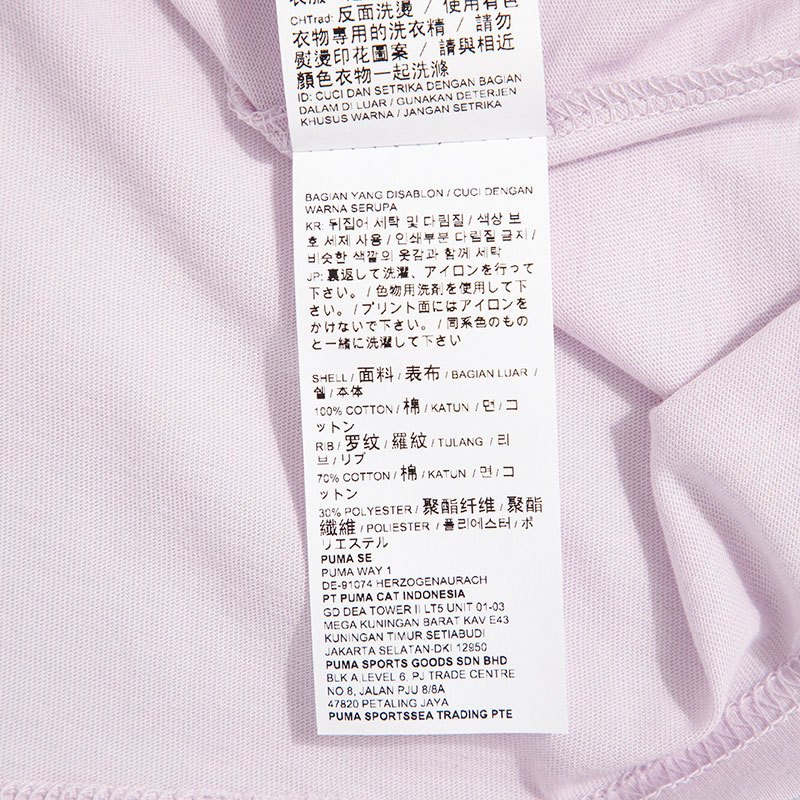 CHTrad: 反面洗燙 / 使用有色
衣物專用的洗衣精 / 請勿
熨燙印花圖案 / 請與相近
顏色衣物一起洗滌
ID: CUCI DAN SETRIKA DENGAN BAGIAN
DALAM DI LUAR / GUNAKAN DETERJEN
KHUSUS WARNA / JANGAN SETRIKA
BAGIAN YANG DISABLON / CUCI DENGAN
WARNA SERUPA
KR: 뒤집어 세탁 및 다림질 / 색상 보
호 세제 사용 / 인쇄부분 다림질 금지 /
비슷한 색깔의 옷감과 함께 세탁
JP: 裏返して洗濯、アイロンを行って
下さい。 / 色物用洗剤を使用して下
さい。 / プリント面にはアイロンを
かけないで下さい。 / 同系色のもの
と一緒に洗濯して下さい
SHELL / 面料 / 表布 / BAGIAN LUAR /
쉘 / 本体
100% COTTON / 棉 / KATUN / 면 / コ
ットン
RIB / 罗纹 / 羅紋 / TULANG / 리
브 / リブ
70% COTTON / 棉 / KATUN / 면 / コ
ットン
30% POLYESTER / 聚酯纤维 / 聚酯
纖維 / POLIESTER / 폴리에스터 / ポ
リエステル
PUMA SE
PUMA WAY 1
DE-91074 HERZOGENAURACH
PT PUMA CAT INDONESIA
GD DEA TOWER II LT5 UNIT 01-03
MEGA KUNINGAN BARAT KAV E43
KUNINGAN TIMUR SETIABUDI
JAKARTA SELATAN-DKI 12950
PUMA SPORTS GOODS SDN BHD
BLK A,LEVEL 6, PJ TRADE CENTRE
NO.8, JALAN PJU 8/8A
47820 PETALING JAYA
PUMA SPORTSSEA TRADING PTE